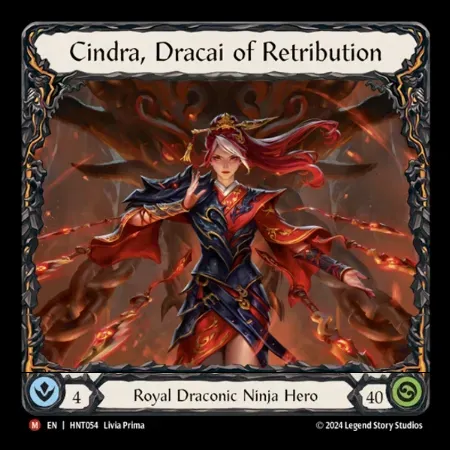 Cindra, Dracai of Retribution
4 Royal Draconic Ninja Hero 40
M EN | HNT054 Livia Prima © 2024 Legend Story Studios